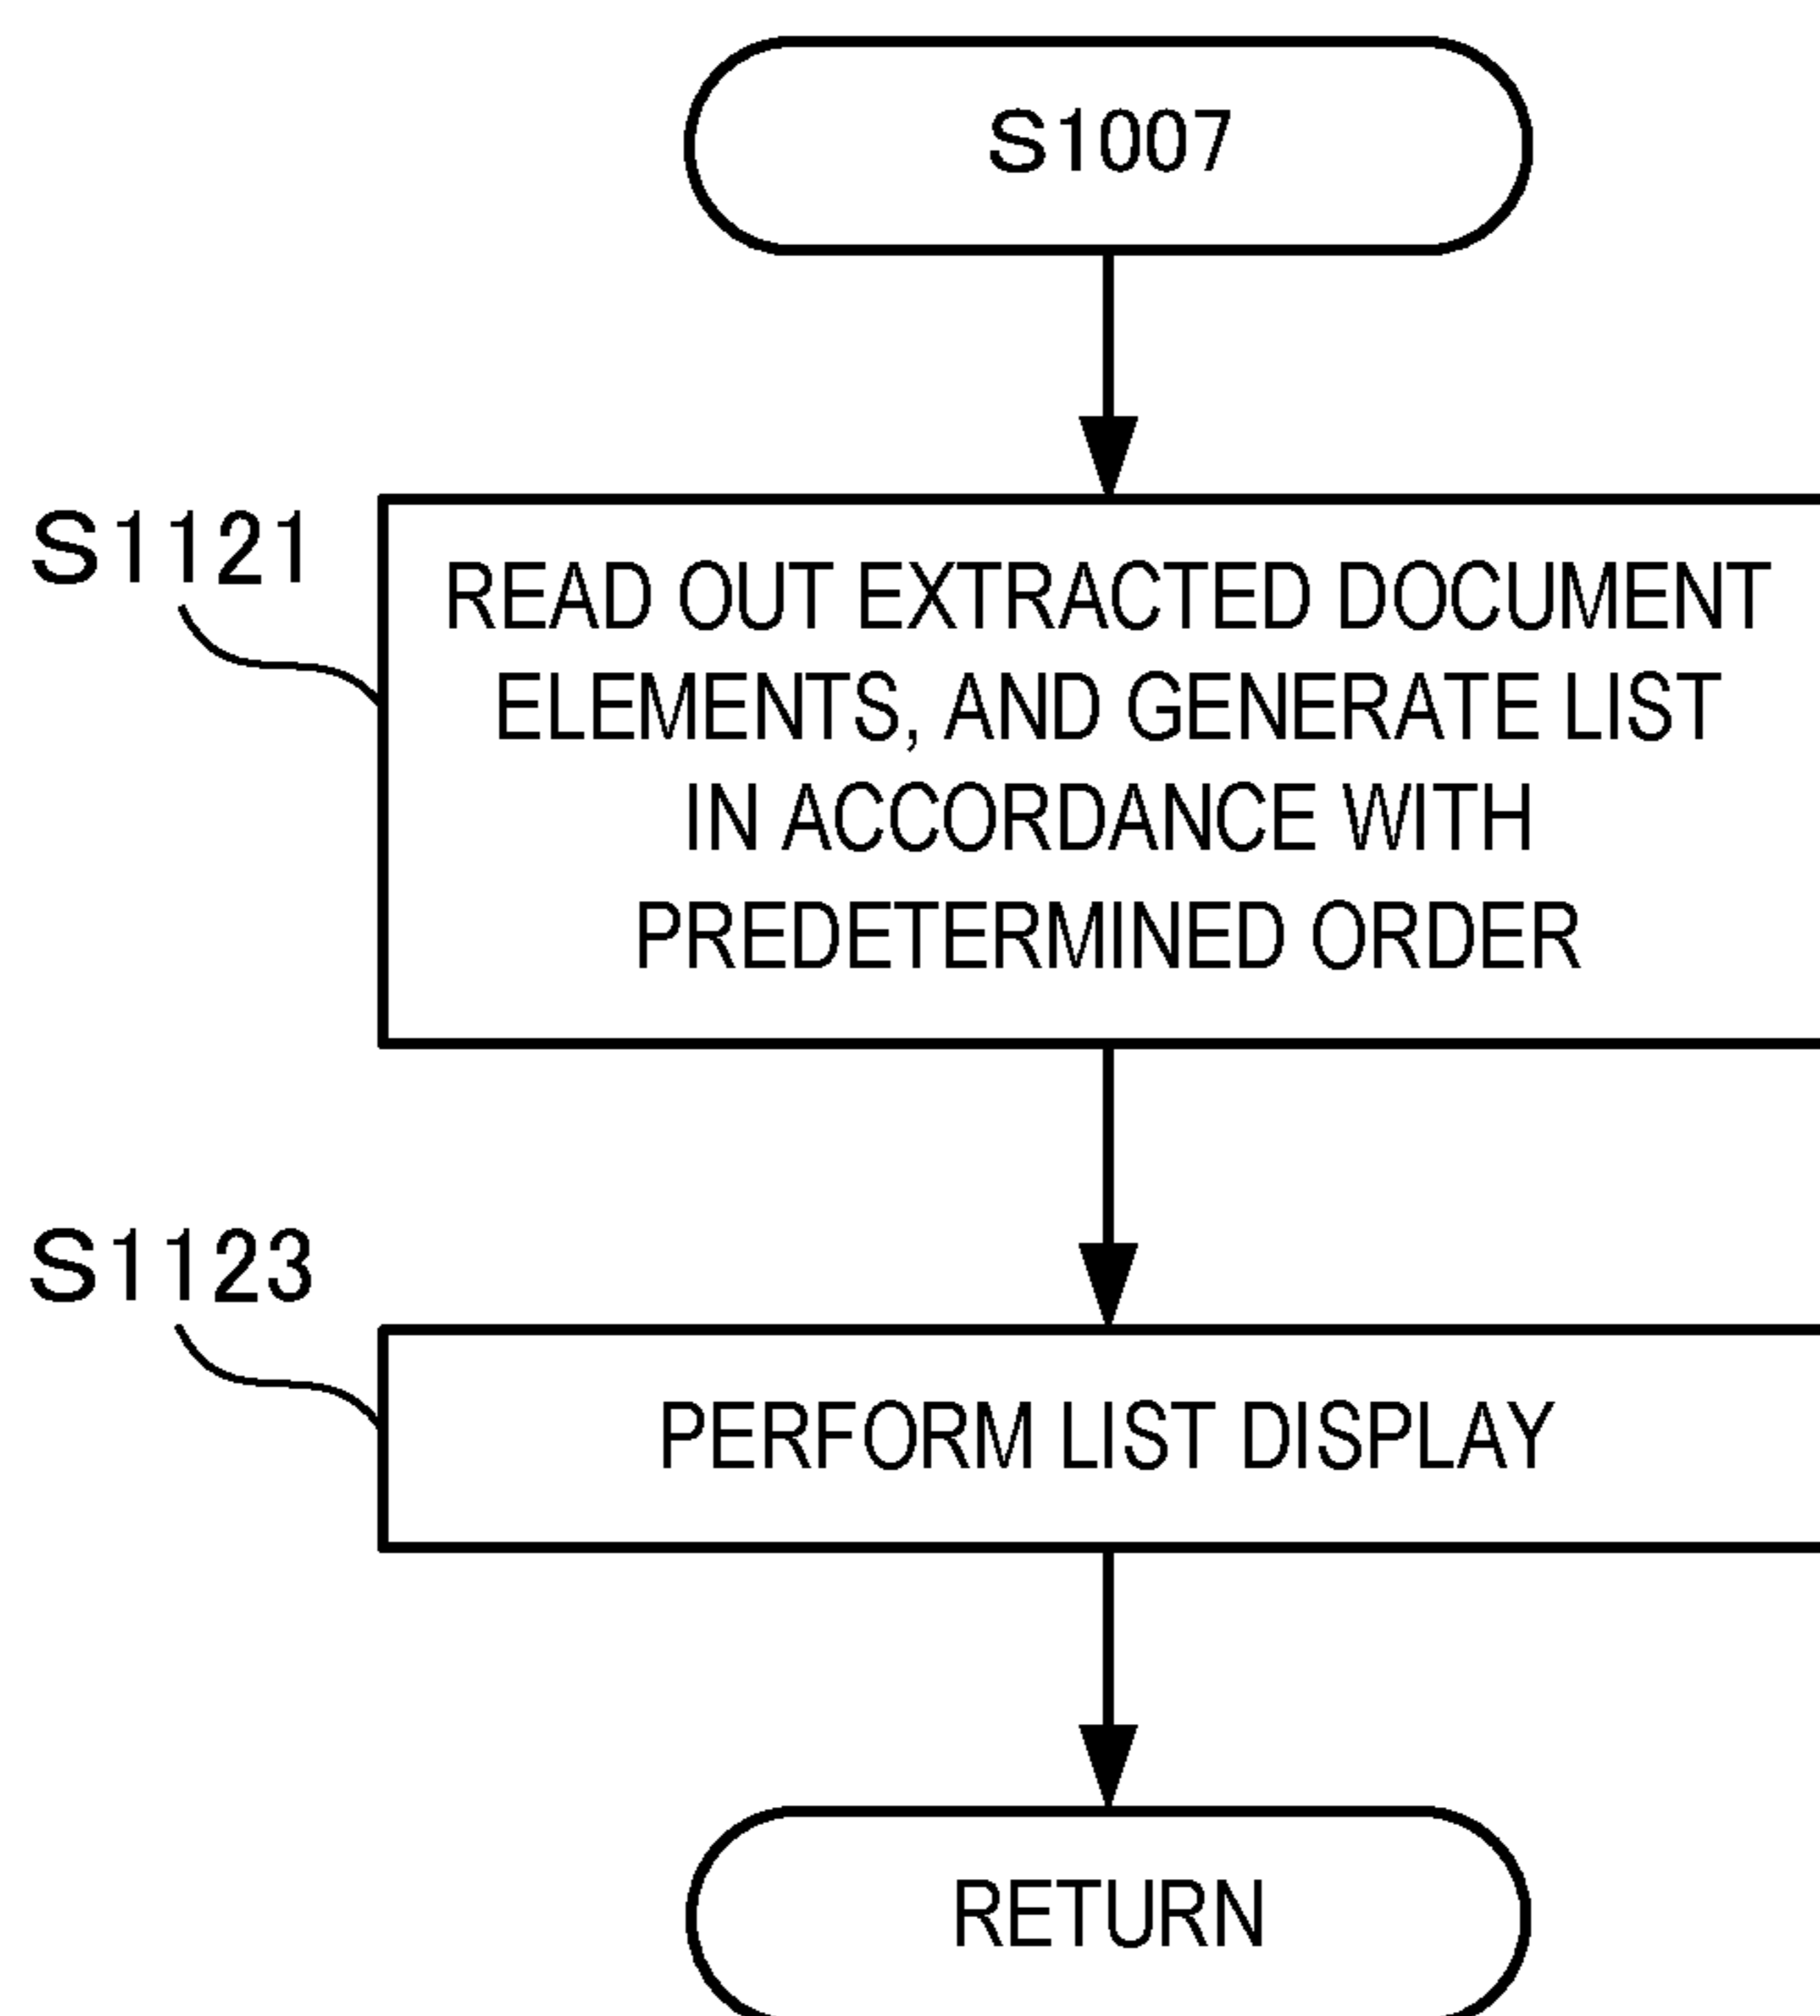 S1007
S1121
READ OUT EXTRACTED DOCUMENT
ELEMENTS, AND GENERATE LIST
IN ACCORDANCE WITH
PREDETERMINED ORDER
S1123
PERFORM LIST DISPLAY
RETURN